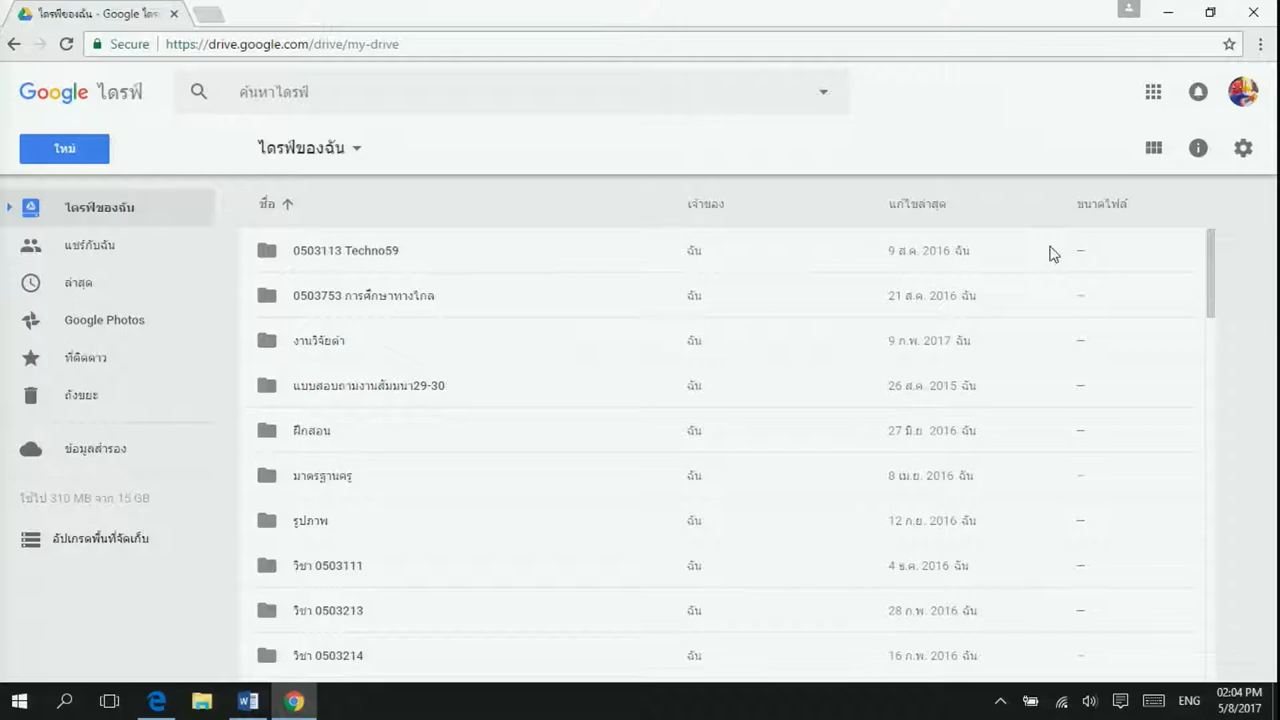 ไดรฟ์ของฉัน - Google ไดร
Secure https://drive.google.com/drive/my-drive
Google ไดรฟ์
ค้นหาไดรฟ์
ใหม่
ไดรฟ์ของฉัน
ไดรฟ์ของฉัน
แชร์กับฉัน
ล่าสุด
Google Photos
ที่ติดดาว
ถังขยะ
ข้อมูลสำรอง
ใช้ไป 310 MB จาก 15 GB
อัปเกรดพื้นที่จัดเก็บ
ชื่อ เจ้าของ แก้ไขล่าสุด ขนาดไฟล์
0503113 Techno59 ฉัน 9 ส.ค. 2016 ฉัน —
0503753 การศึกษาทางไกล ฉัน 21 ส.ค. 2016 ฉัน —
งานวิจัยดำ ฉัน 9 ก.พ. 2017 ฉัน —
แบบสอบถามงานสัมมนา29-30 ฉัน 26 ส.ค. 2015 ฉัน —
ฝึกสอน ฉัน 27 มิ.ย. 2016 ฉัน —
มาตรฐานครู ฉัน 8 เม.ย. 2016 ฉัน —
รูปภาพ ฉัน 12 ก.ย. 2016 ฉัน —
วิชา 0503111 ฉัน 4 ธ.ค. 2016 ฉัน —
วิชา 0503213 ฉัน 28 ก.พ. 2016 ฉัน —
วิชา 0503214 ฉัน 16 ก.พ. 2016 ฉัน —
ENG
02:04 PM
5/8/2017